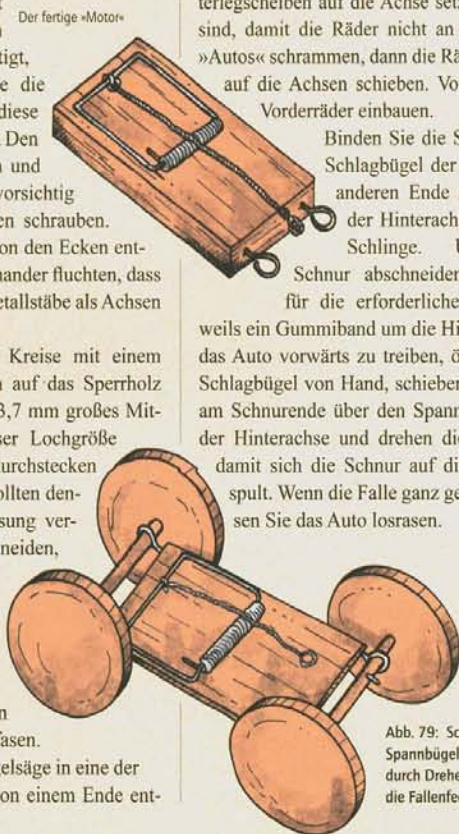 Der fertige »Motor«
tigt,
e die
diese
Den
n und
vorsichtig
en schrauben.
on den Ecken ent-
nander fluchten, dass
etallstäbe als Achsen
Kreise mit einem
n auf das Sperrholz
3,7 mm großes Mit-
ser Lochgröße
durchstecken
ollten den-
sung ver-
neiden,
n
fasen.
gelsäge in eine der
on einem Ende ent-
terlegscheiben auf die Achse setz
sind, damit die Räder nicht an
»Autos« schrammen, dann die Rä
auf die Achsen schieben. Vo
Vorderräder einbauen.
Binden Sie die S
Schlagbügel der
anderen Ende
der Hinterach
Schlinge.
Schnur abschneiden
für die erforderliche
weils ein Gummiband um die Hi
das Auto vorwärts zu treiben, ö
Schlagbügel von Hand, schieben
am Schnurende über den Spann
der Hinterachse und drehen die
damit sich die Schnur auf di
spult. Wenn die Falle ganz ge
sen Sie das Auto losrasen.
Abb. 79: Sc
Spannbügel
durch Drehe
die Fallenfe